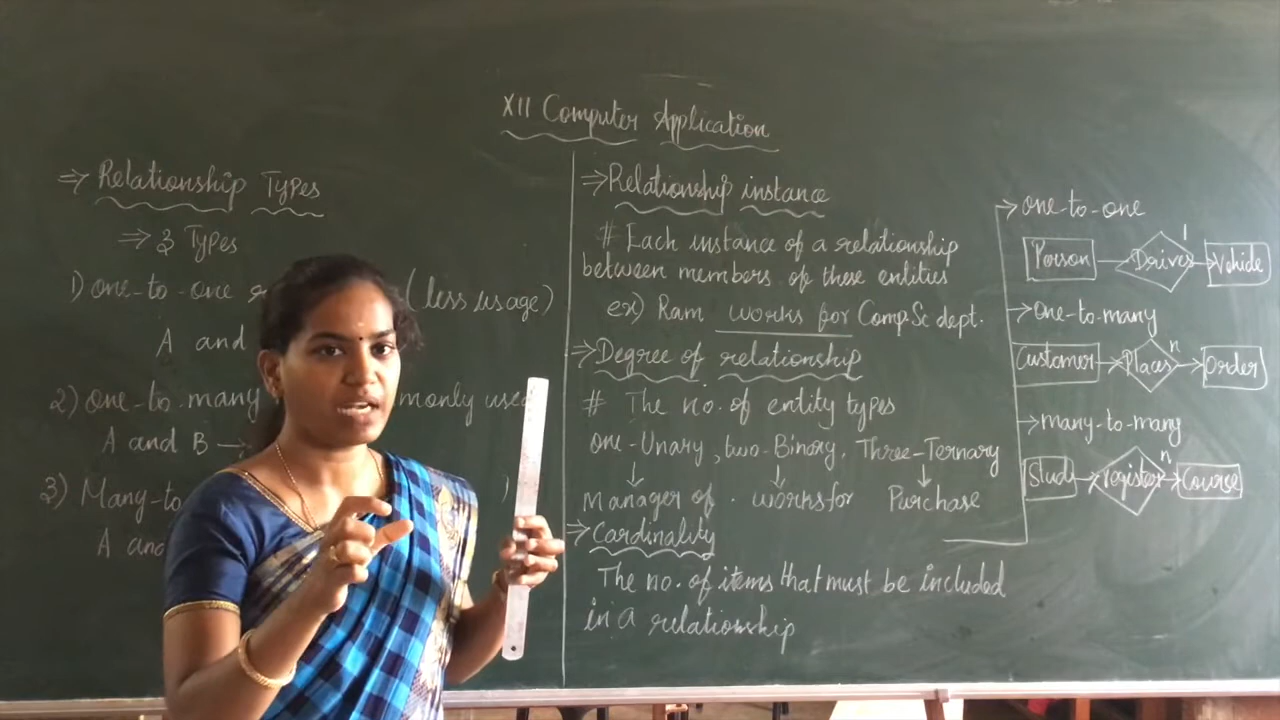 XII Computer Application
⇒ Relationship Types
⇒ 3 Types
1) one-to-one (less usage)
A and
2) one-to-many monly used
A and B →
3) Many-to )
A and
⇒ Relationship instance
# Each instance of a relationship
between members of these entities
ex) Ram works for Comp.Sc dept.
⇒ Degree of relationship
# The no. of entity types
one-Unary, two-Binary, Three-Ternary
Manager of . works for Purchase
⇒ Cardinality
The no. of items that must be included
in a relationship
→ one-to-one
Person Drives 1 Vehicle
→ one-to-many
Customer Places n Order
→ many-to-many
Stud register n Course